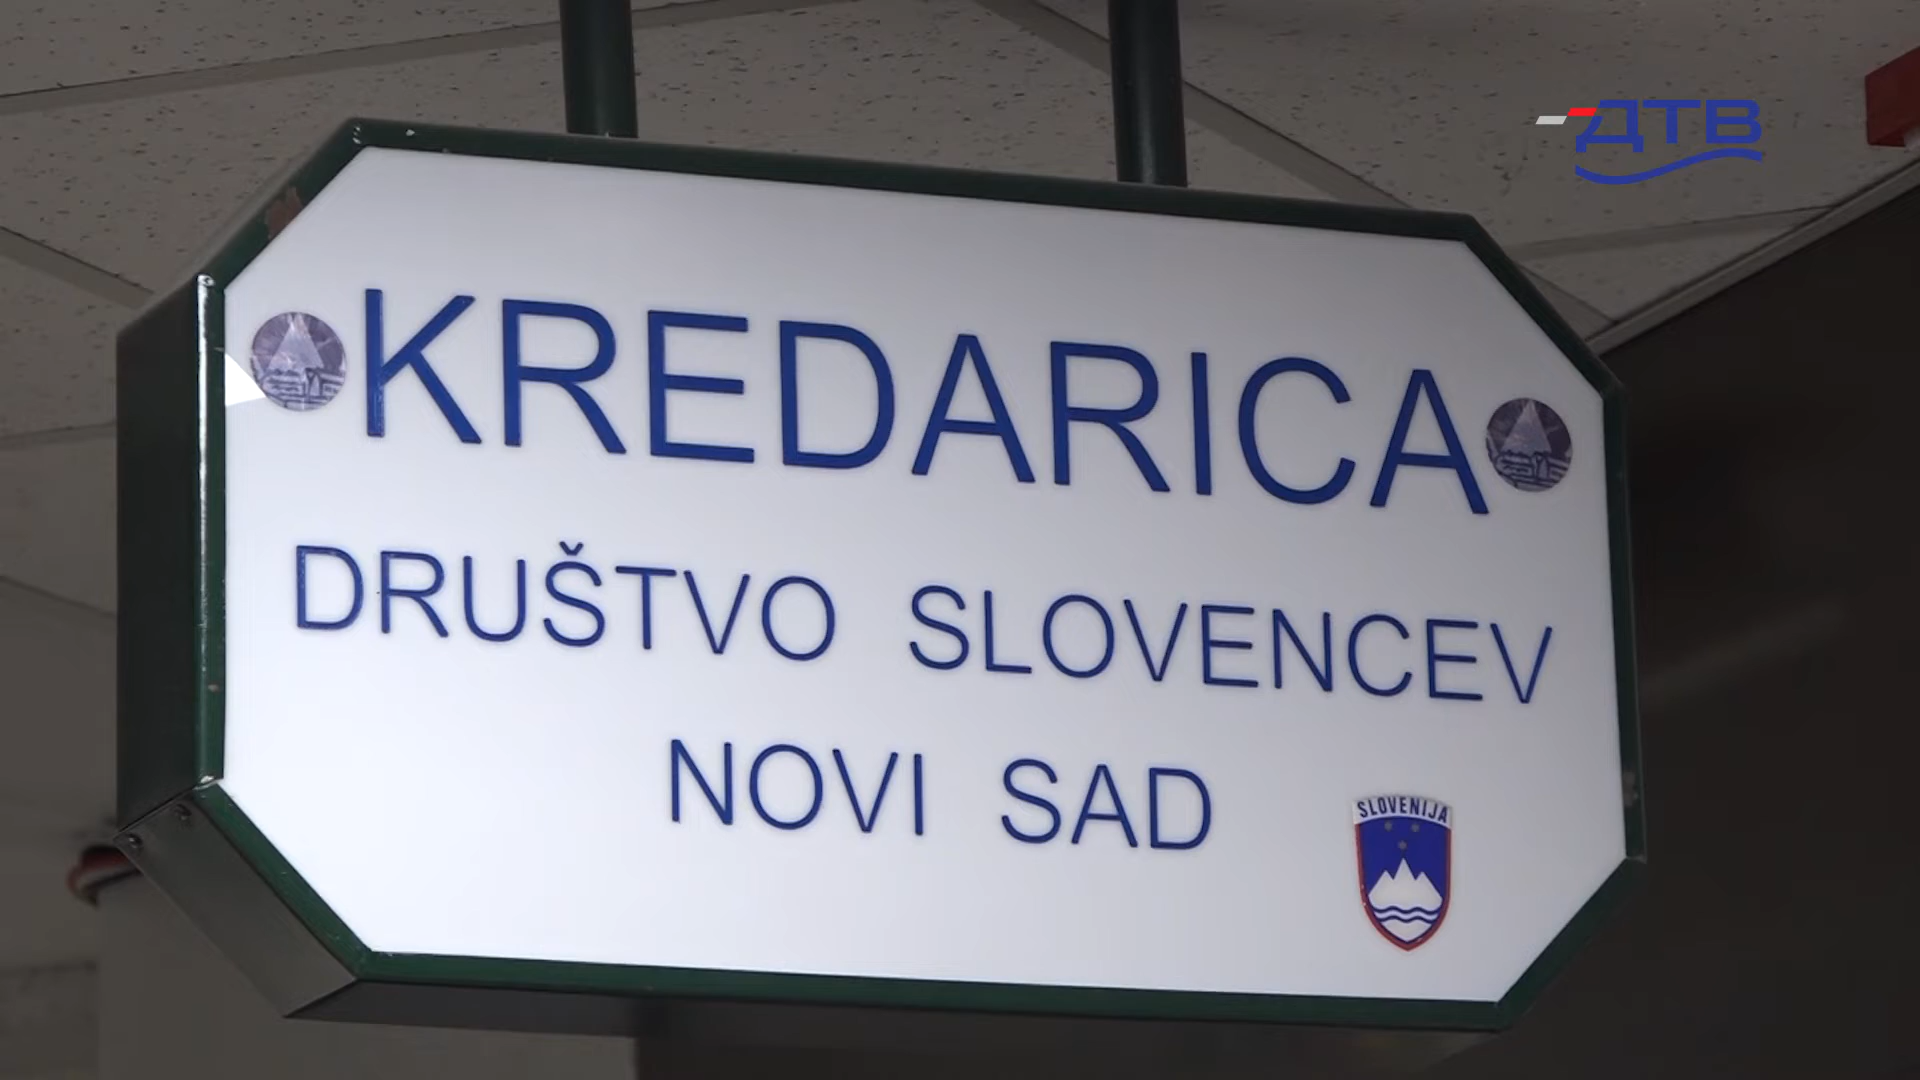 ДТВ
KREDARICA
DRUŠTVO SLOVENCEV
NOVI SAD
SLOVENIJA